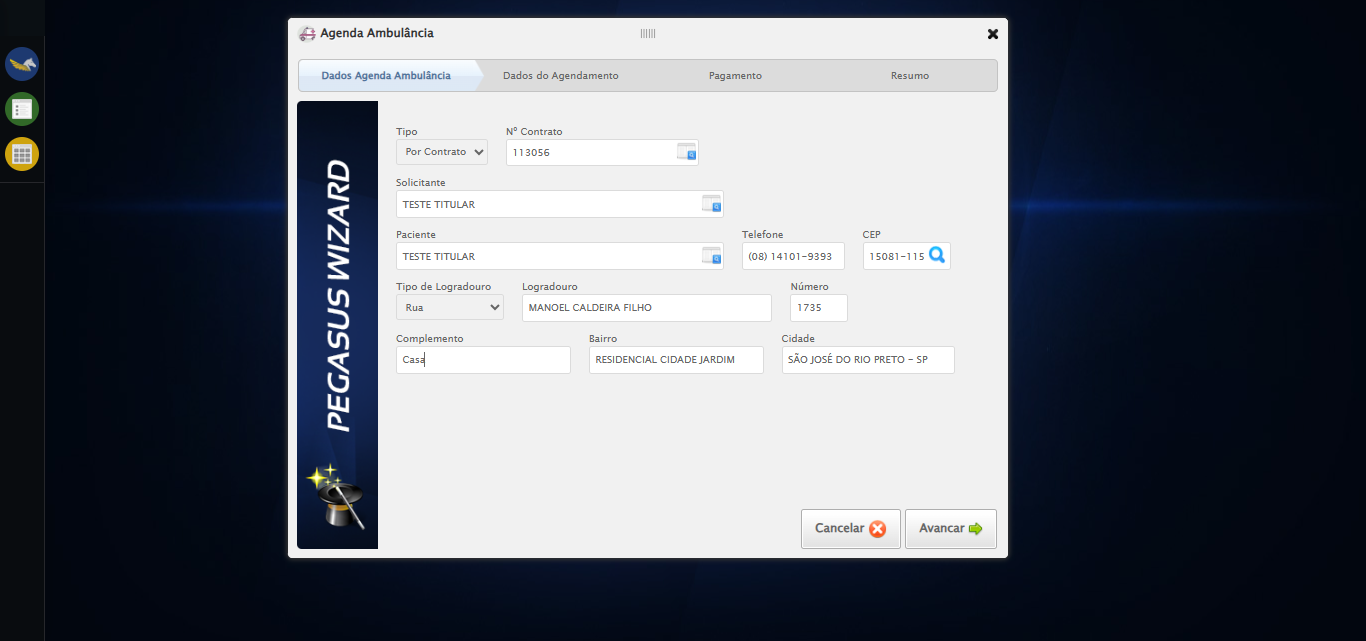 Agenda Ambulância
Dados Agenda Ambulância Dados do Agendamento Pagamento Resumo
PEGASUS WIZARD
Tipo Nº Contrato
Por Contrato 113056
Solicitante
TESTE TITULAR
Paciente Telefone CEP
TESTE TITULAR (08) 14101-9393 15081-115
Tipo de Logradouro Logradouro Número
Rua MANOEL CALDEIRA FILHO 1735
Complemento Bairro Cidade
Casa RESIDENCIAL CIDADE JARDIM SÃO JOSÉ DO RIO PRETO - SP
Cancelar Avancar